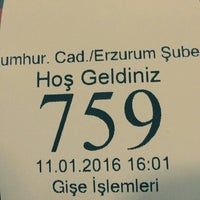 umhur. Cad./Erzurum Şube
Hoş Geldiniz
759
11.01.2016 16:01
Gişe İşlemleri